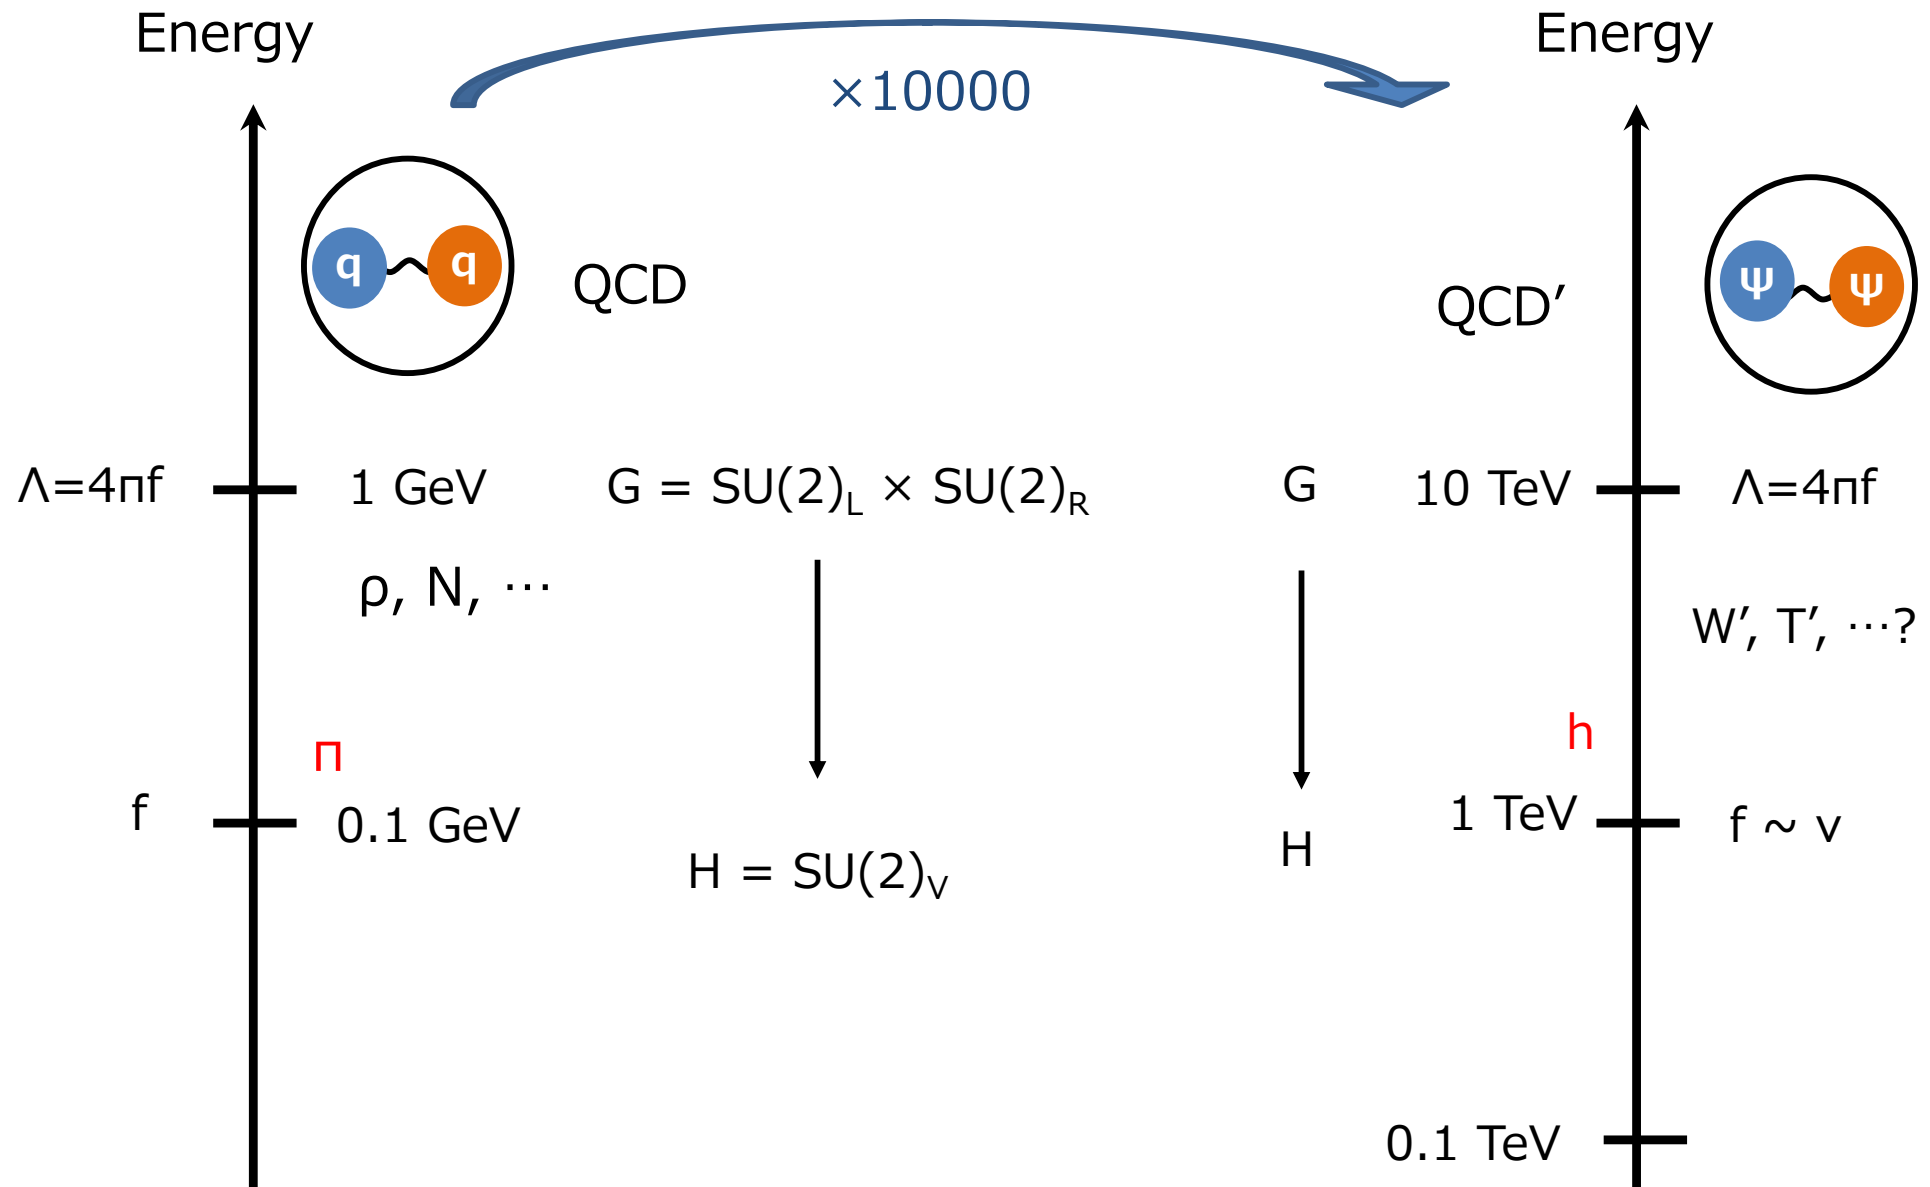 Energy
Energy
×10000
q q
QCD
ψ ψ
QCD′
Λ=4πf
1 GeV
G = SU(2)L × SU(2)R
G
10 TeV
Λ=4πf
ρ, N, …
W′, T′, …?
π
h
f
0.1 GeV
1 TeV
f ~ v
H = SU(2)V
H
0.1 TeV